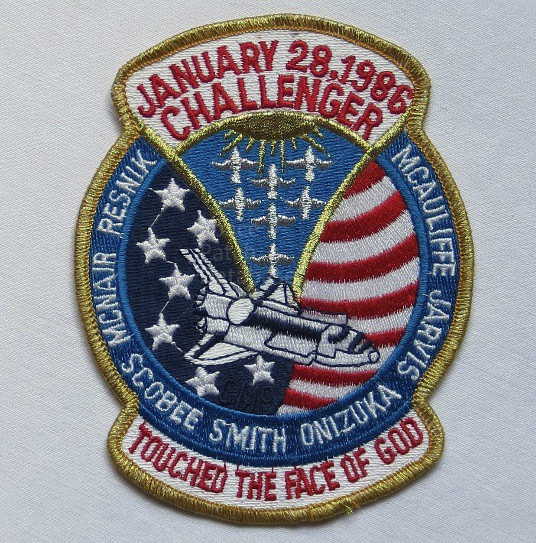 JANUARY 28, 1986
CHALLENGER
MCNAIR RESNIK
MCAULIFFE JARVIS
SCOBEE SMITH ONIZUKA
TOUCHED THE FACE OF GOD